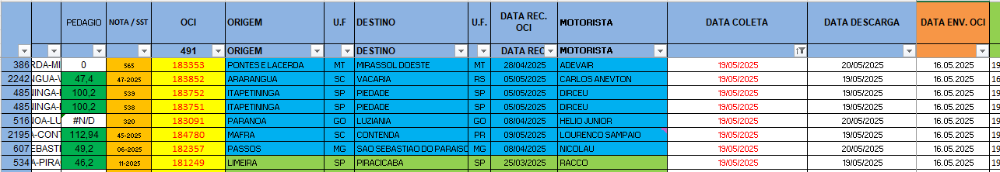 PEDAGIO NOTA / SST OCI ORIGEM U.F DESTINO U.F. DATA REC. OCI MOTORISTA DATA COLETA DATA DESCARGA DATA ENV. OCI
491 ORIGEM DESTINO DATA REC MOTORISTA
386 RDA-MI 0 565 183353 PONTES E LACERDA MT MIRASSOL DOESTE MT 28/04/2025 ADEVAIR 19/05/2025 20/05/2025 16.05.2025 19
2242 NGUA-V 47,4 47-2025 183852 ARARANGUA SC VACARIA RS 05/05/2025 CARLOS ANEVTON 19/05/2025 20/05/2025 16.05.2025 16
485 NINGA-I 100,2 539 183752 ITAPETININGA SP PIEDADE SP 05/05/2025 DIRCEU 19/05/2025 19/05/2025 16.05.2025 19
485 NINGA-I 100,2 538 183751 ITAPETININGA SP PIEDADE SP 05/05/2025 DIRCEU 19/05/2025 19/05/2025 16.05.2025 19
516 NOA-LU #N/D 320 183091 PARANOA GO LUZIANIA GO 08/04/2025 HELIO JUNIOR 19/05/2025 20/05/2025 16.05.2025 19
2195 A-CONT 112,94 45-2025 184780 MAFRA SC CONTENDA PR 09/05/2025 LOURENCO SAMPAIO 19/05/2025 19/05/2025 16.05.2025 19
607 EBASTI 49,2 06-2025 182357 PASSOS MG SAO SEBASTIAO DO PARAISO MG 08/04/2025 NICOLAU 19/05/2025 20/05/2025 16.05.2025 19
534 A-PIRA 46,2 11-2025 181249 LIMEIRA SP PIRACICABA SP 25/03/2025 RACCO 19/05/2025 19/05/2025 16.05.2025 19